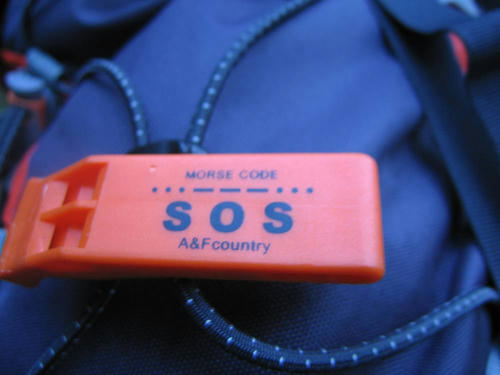 MORSE CODE
•••———•••
SOS
A&Fcountry